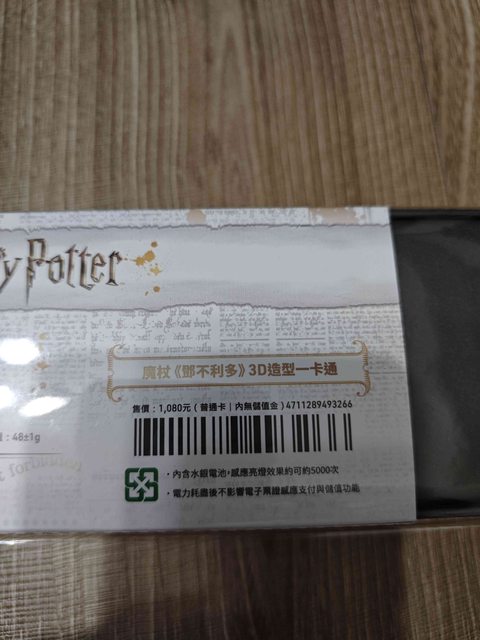 y Potter
魔杖《鄧不利多》3D造型一卡通
售價：1,080元 ( 普通卡 | 內無儲值金 ) 4711289493266
：48±1g
forbidden
・內含水銀電池，感應亮燈效果約可約5000次
・電力耗盡後不影響電子票證感應支付與儲值功能